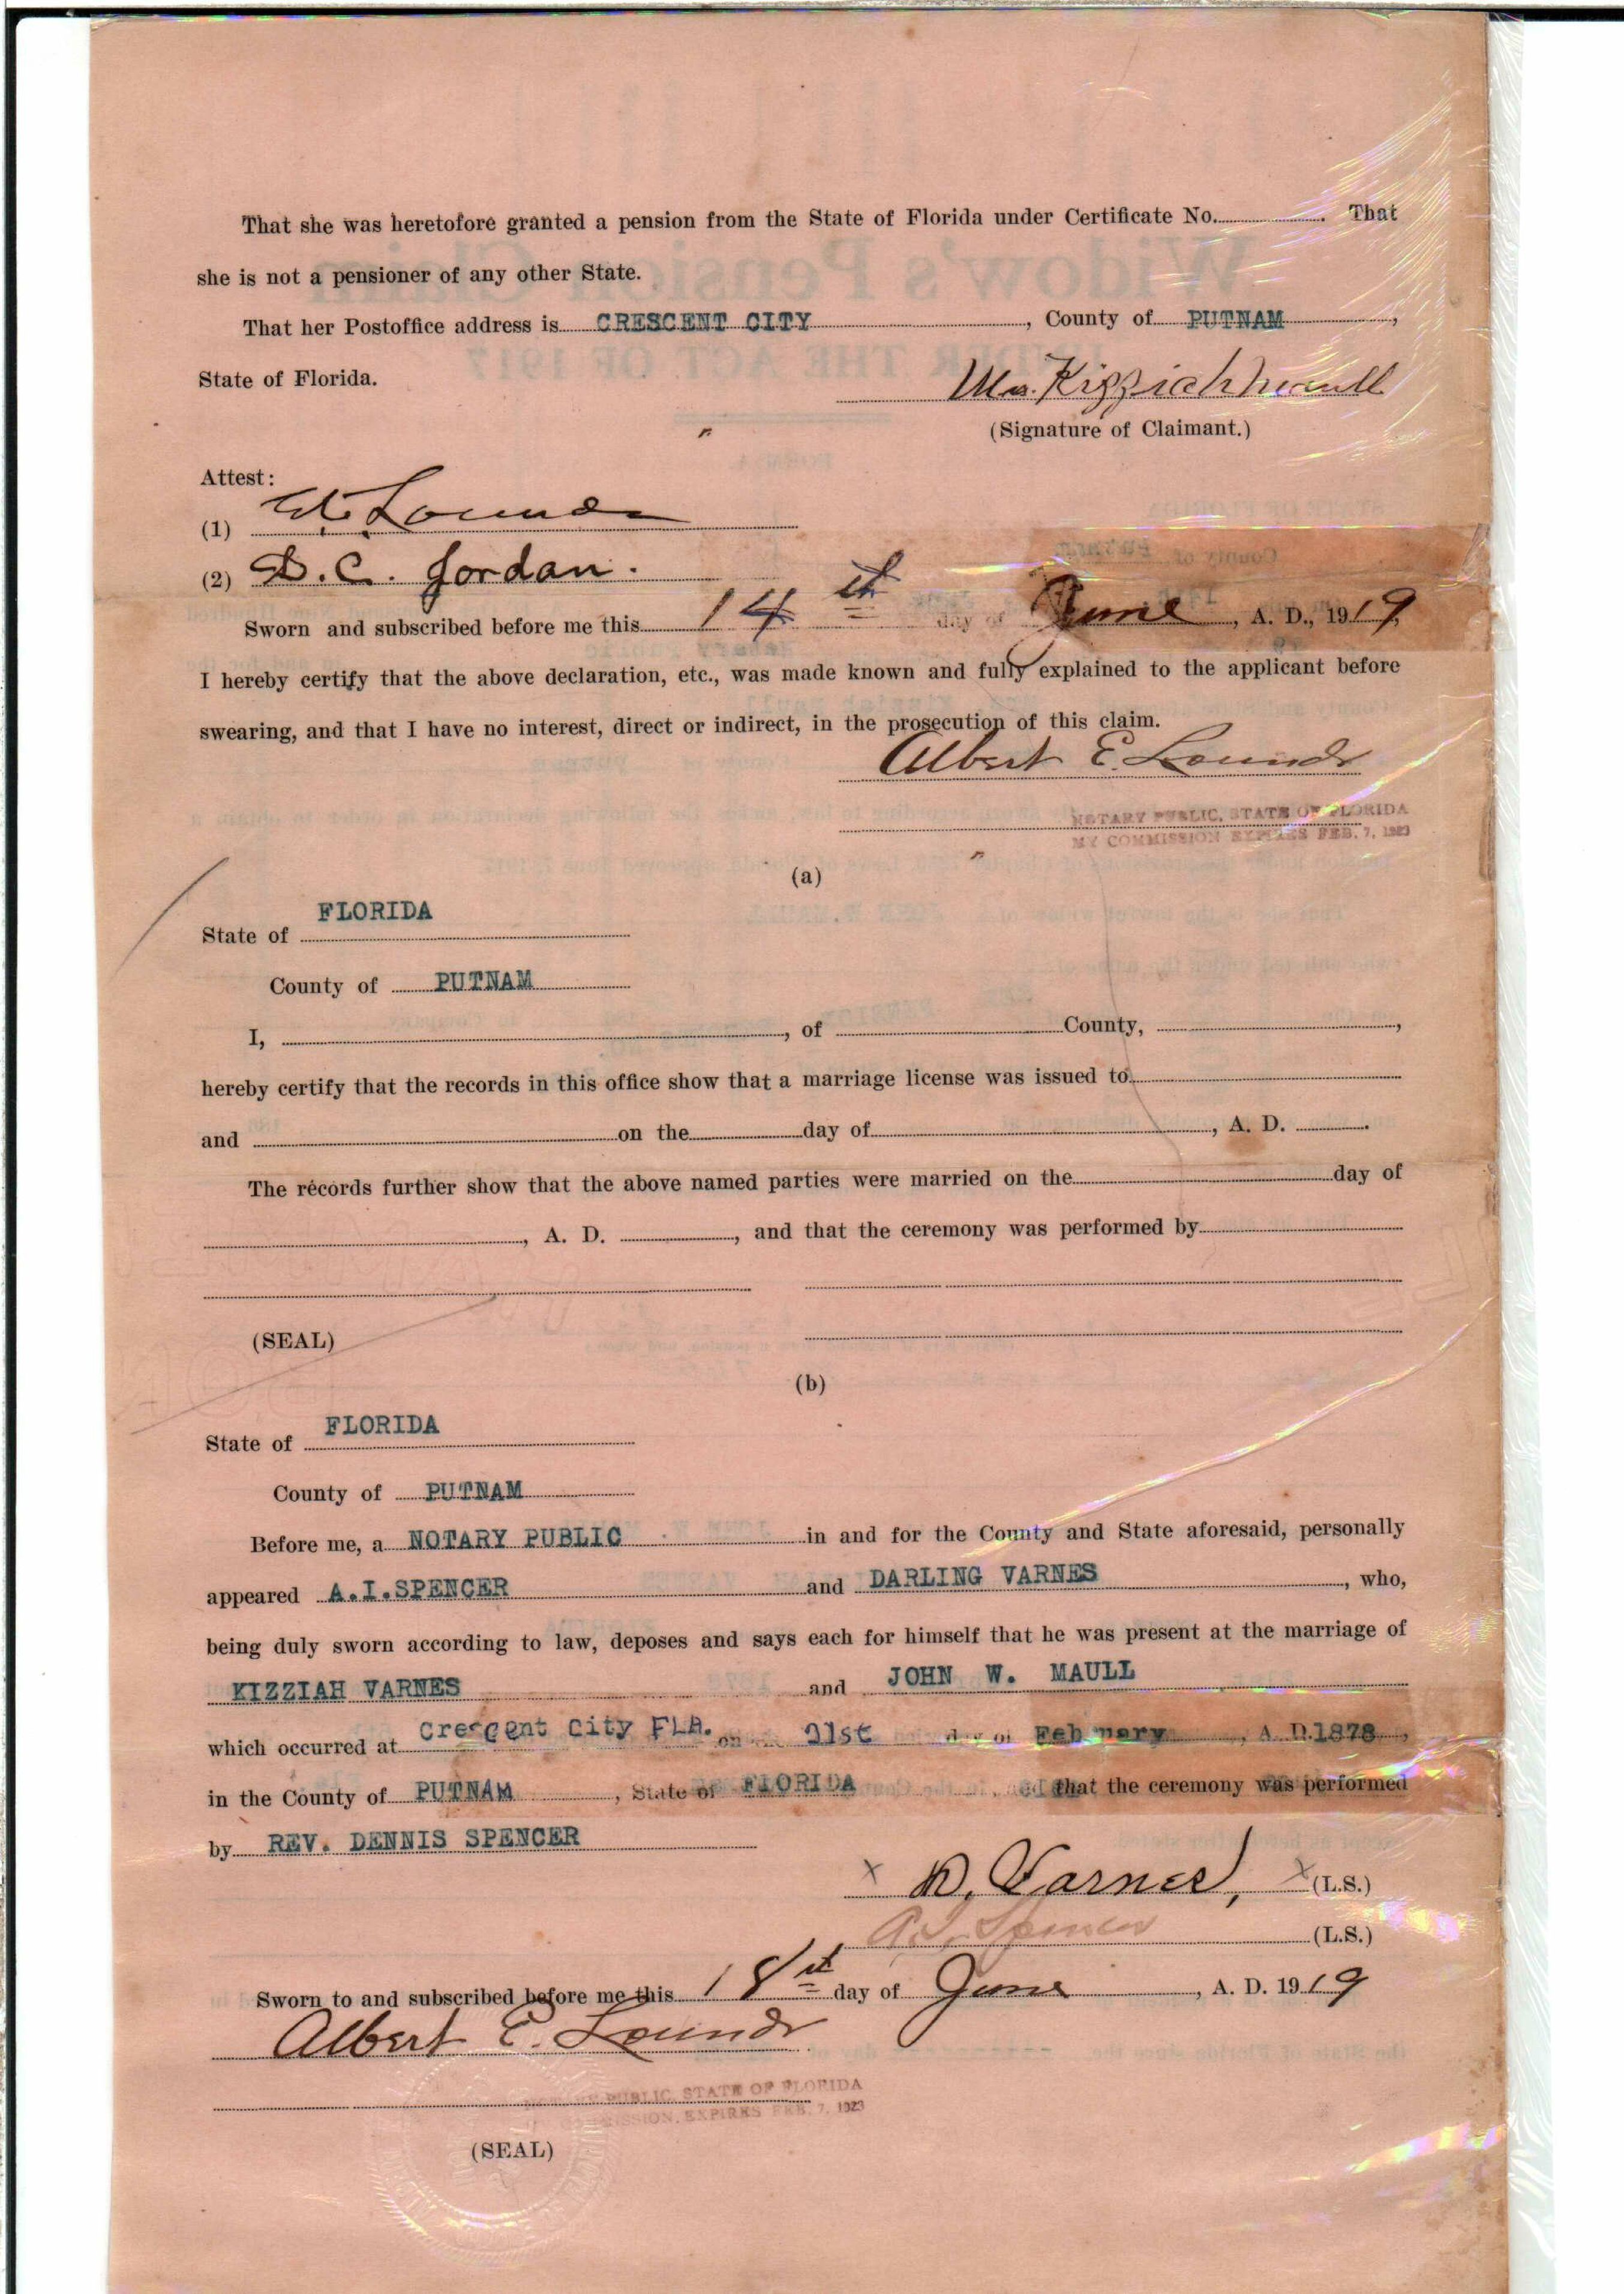 That she was heretofore granted a pension from the State of Florida under Certificate No. . That
she is not a pensioner of any other State.
That her Postoffice address is CRESCENT CITY , County of PUTNAM ,
State of Florida.
Mrs. Kizziah Maull
(Signature of Claimant.)
Attest:
(1)
(2) D. C. Jordan.
Sworn and subscribed before me this 14th day of June , A. D., 1919,
I hereby certify that the above declaration, etc., was made known and fully explained to the applicant before
swearing, and that I have no interest, direct or indirect, in the prosecution of this claim.
Albert E. Lounds
NOTARY PUBLIC, STATE OF FLORIDA
MY COMMISSION EXPIRES FEB. 7, 1923
(a)
State of FLORIDA
County of PUTNAM
I, , of County, ,
hereby certify that the records in this office show that a marriage license was issued to
and on the day of , A. D. .
The records further show that the above named parties were married on the day of
, A. D. , and that the ceremony was performed by
(SEAL)
(b)
State of FLORIDA
County of PUTNAM
Before me, a NOTARY PUBLIC in and for the County and State aforesaid, personally
appeared A.I.SPENCER and DARLING VARNES , who,
being duly sworn according to law, deposes and says each for himself that he was present at the marriage of
KIZZIAH VARNES and JOHN W. MAULL
which occurred at Crescent City FLA. on 21st day of February , A. D.1878 ,
in the County of PUTNAM , State of FLORIDA , that the ceremony was performed
by REV. DENNIS SPENCER
x D. Varnes, x (L.S.)
A. I. Spencer (L.S.)
Sworn to and subscribed before me this 18st day of June , A. D. 1919
Albert E. Lounds
NOTARY PUBLIC, STATE OF FLORIDA
COMMISSION EXPIRES FEB. 7, 1923
(SEAL)